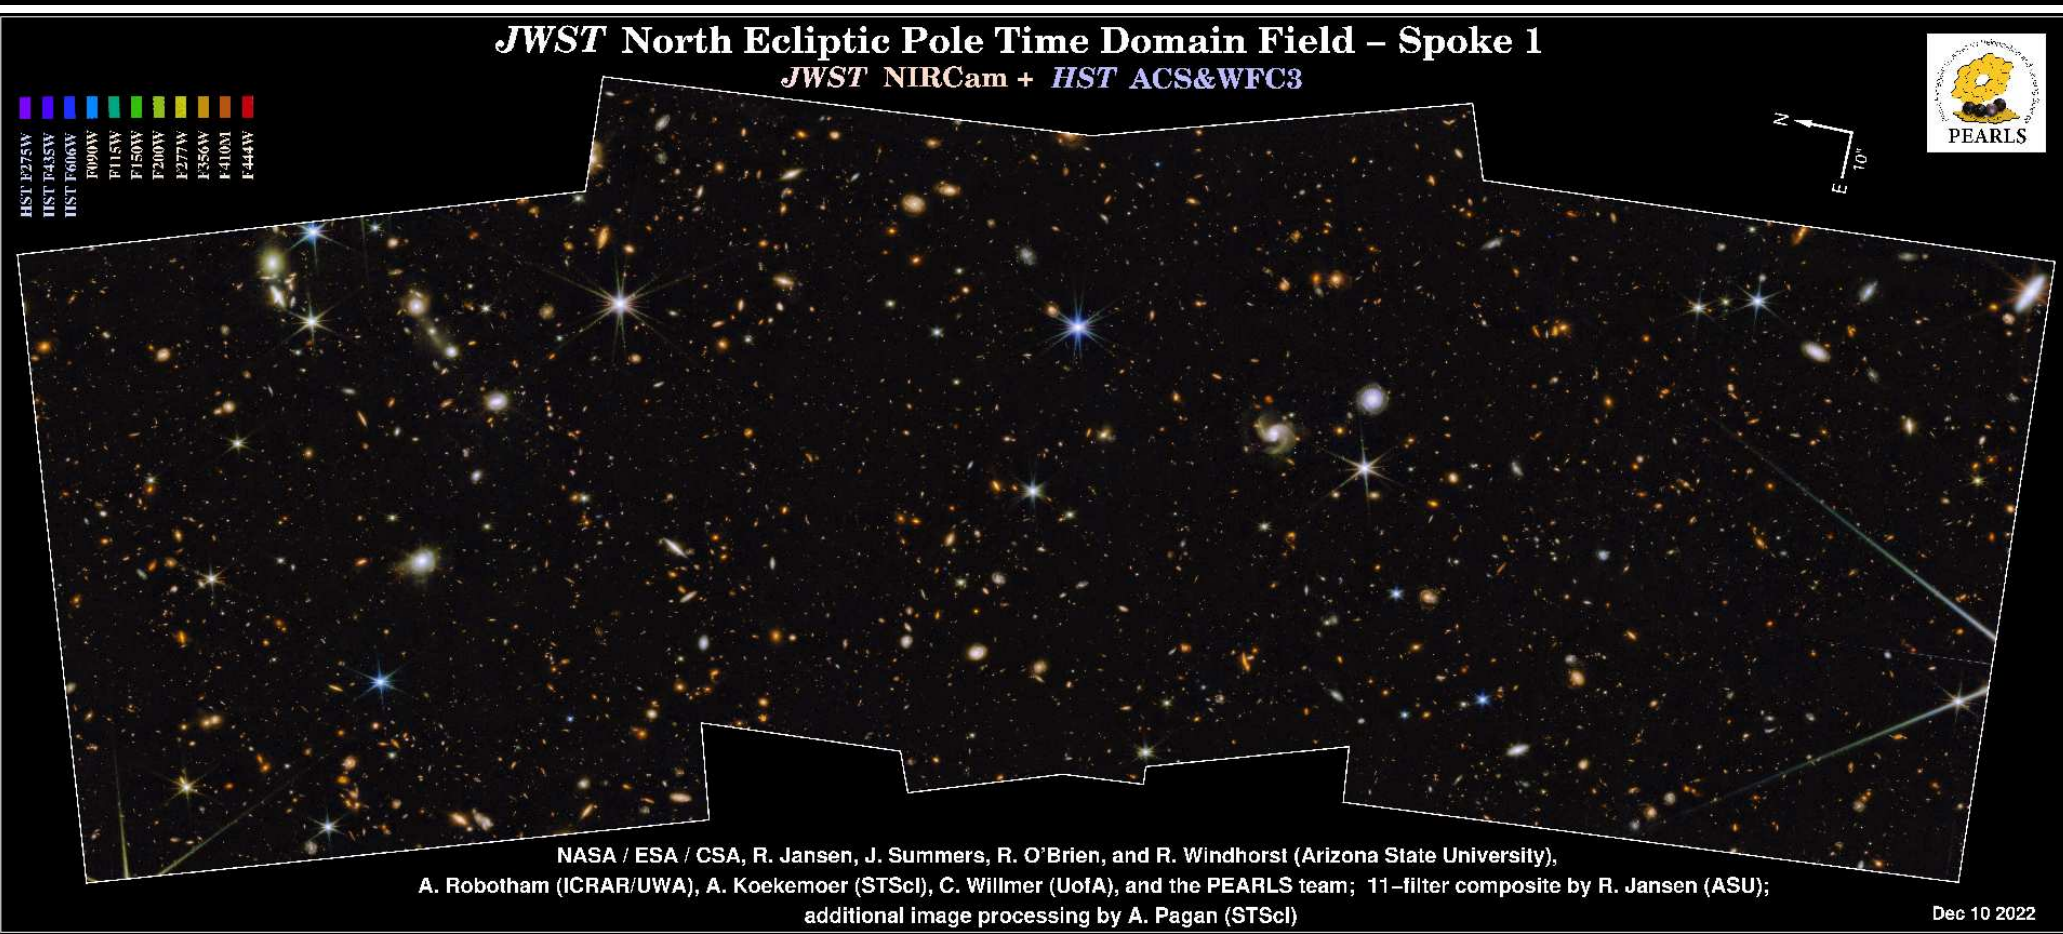 JWST North Ecliptic Pole Time Domain Field – Spoke 1
JWST NIRCam + HST ACS&WFC3
HST F275W
HST F435W
HST F606W
F090W
F115W
F150W
F200W
F277W
F356W
F410M
F444W
N
E
10"
PEARLS
NASA / ESA / CSA, R. Jansen, J. Summers, R. O'Brien, and R. Windhorst (Arizona State University),
A. Robotham (ICRAR/UWA), A. Koekemoer (STScI), C. Willmer (UofA), and the PEARLS team; 11–filter composite by R. Jansen (ASU);
additional image processing by A. Pagan (STScI)
Dec 10 2022